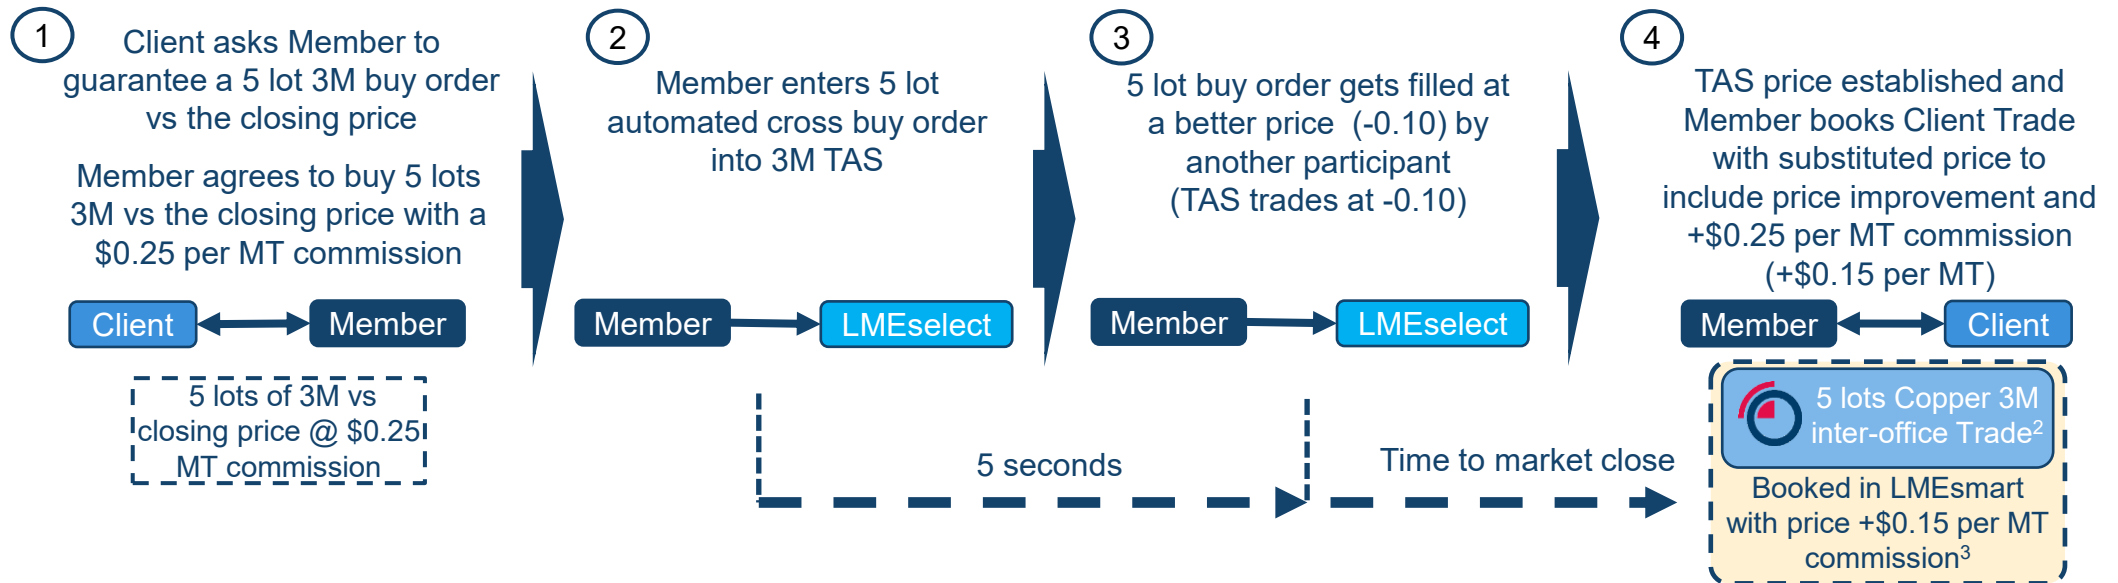 1
Client asks Member to
guarantee a 5 lot 3M buy order
vs the closing price
Member agrees to buy 5 lots
3M vs the closing price with a
$0.25 per MT commission
Client
Member
5 lots of 3M vs
closing price @ $0.25
MT commission
2
Member enters 5 lot
automated cross buy order
into 3M TAS
Member
LMEselect
3
5 lot buy order gets filled at
a better price (-0.10) by
another participant
(TAS trades at -0.10)
Member
LMEselect
5 seconds
Time to market close
4
TAS price established and
Member books Client Trade
with substituted price to
include price improvement and
+$0.25 per MT commission
(+$0.15 per MT)
Member
Client
5 lots Copper 3M
inter-office Trade²
Booked in LMEsmart
with price +$0.15 per MT
commission³